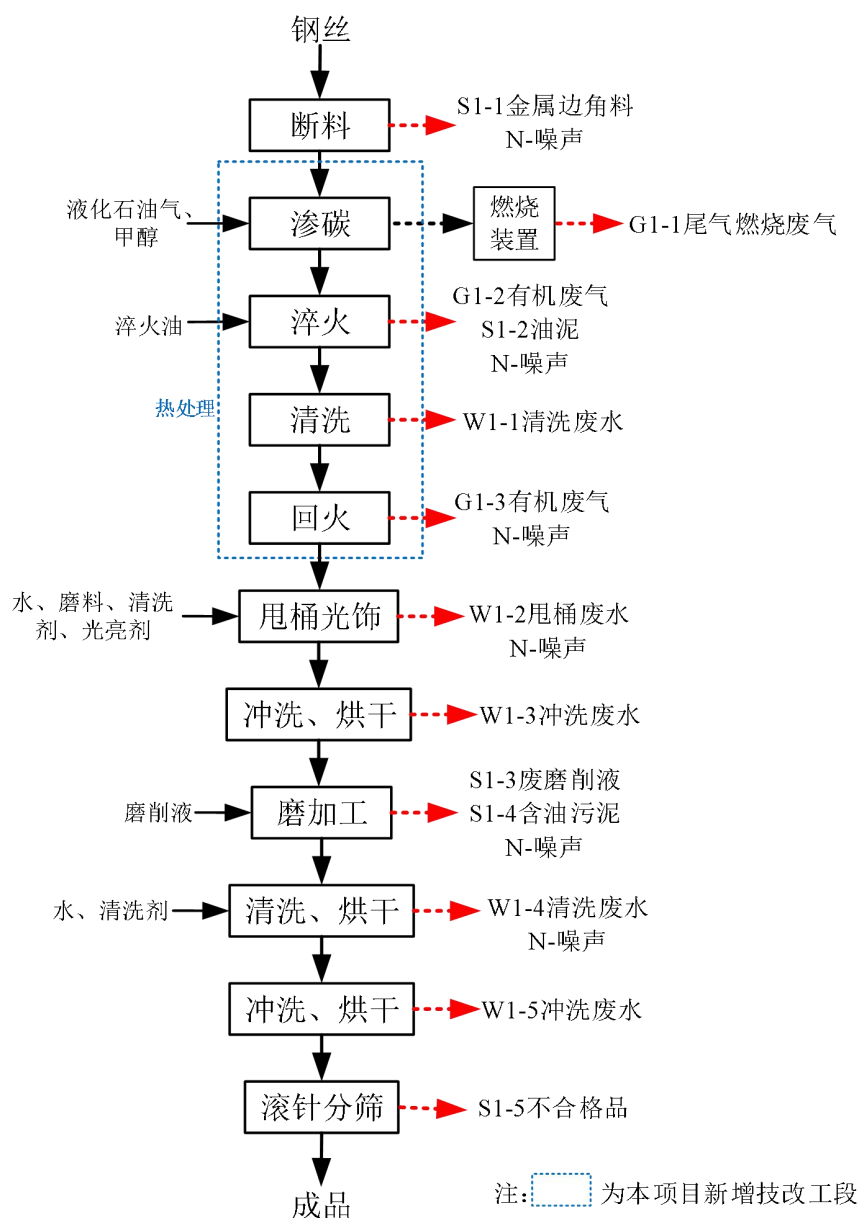 钢丝
断料
S1-1金属边角料
N-噪声
液化石油气、
甲醇
渗碳
燃烧
装置
G1-1尾气燃烧废气
淬火油
淬火
G1-2有机废气
S1-2油泥
N-噪声
热处理
清洗
W1-1清洗废水
回火
G1-3有机废气
N-噪声
水、磨料、清洗
剂、光亮剂
甩桶光饰
W1-2甩桶废水
N-噪声
冲洗、烘干
W1-3冲洗废水
磨削液
磨加工
S1-3废磨削液
S1-4含油污泥
N-噪声
水、清洗剂
清洗、烘干
W1-4清洗废水
N-噪声
冲洗、烘干
W1-5冲洗废水
滚针分筛
S1-5不合格品
成品
注: 为本项目新增技改工段